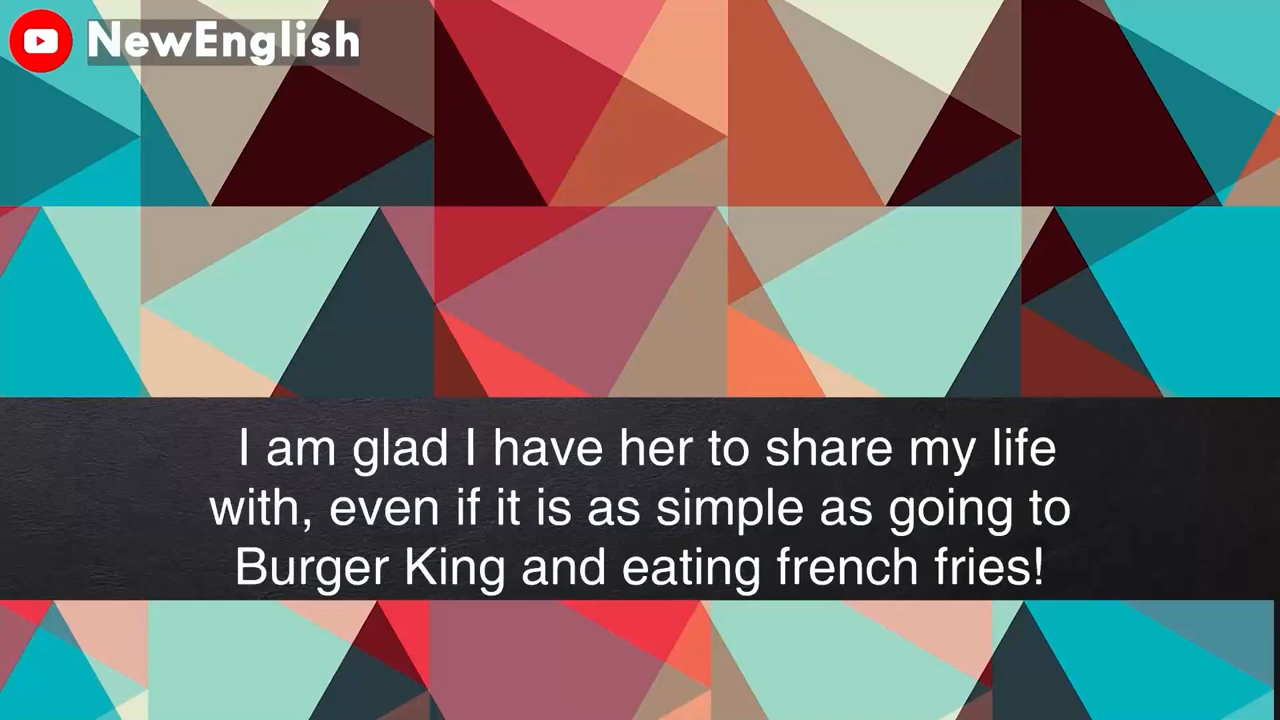 NewEnglish
I am glad I have her to share my life
with, even if it is as simple as going to
Burger King and eating french fries!